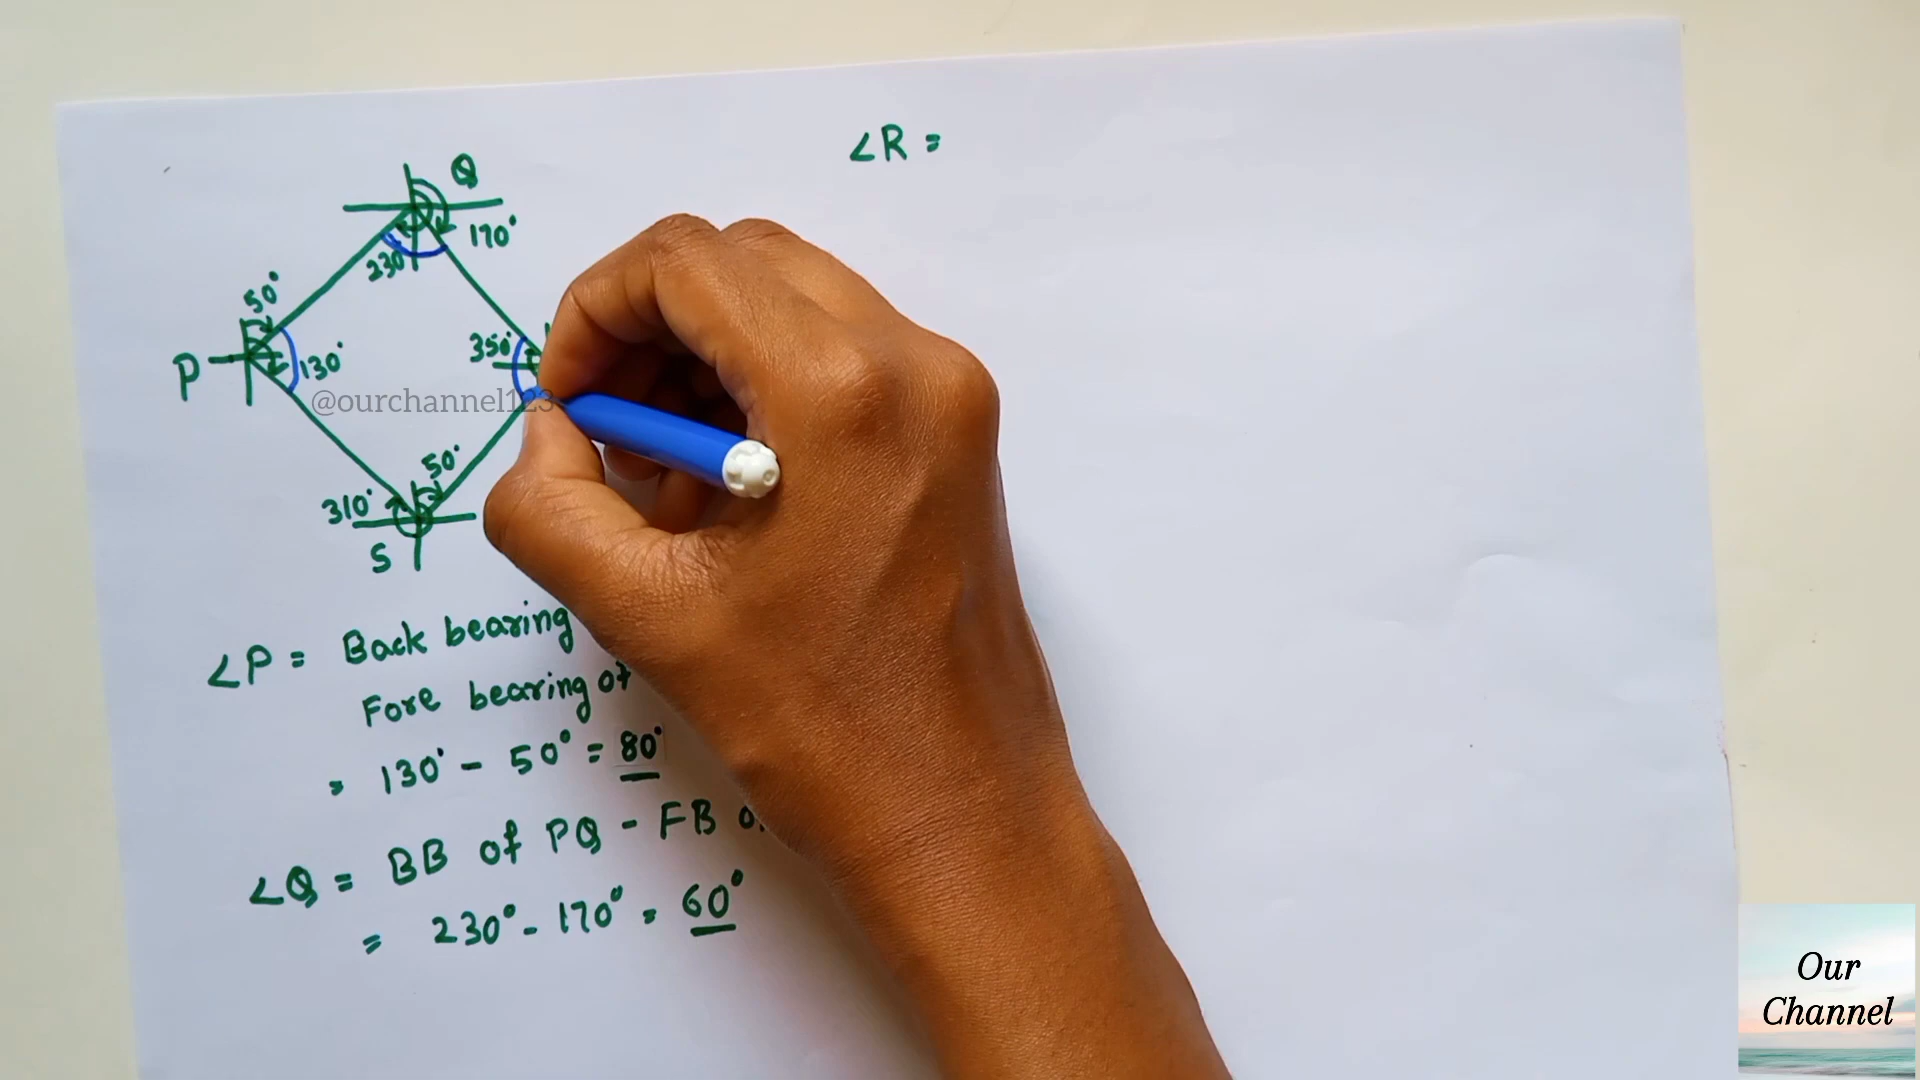 ∠R =
Q
170°
230°
50°
P
130°
350°
@ourchannel123
50°
310°
S
∠P = Back bearing
Fore bearing of
= 130° - 50° = 80°
∠Q = BB of PQ - FB
= 230° - 170° = 60°
Our
Channel